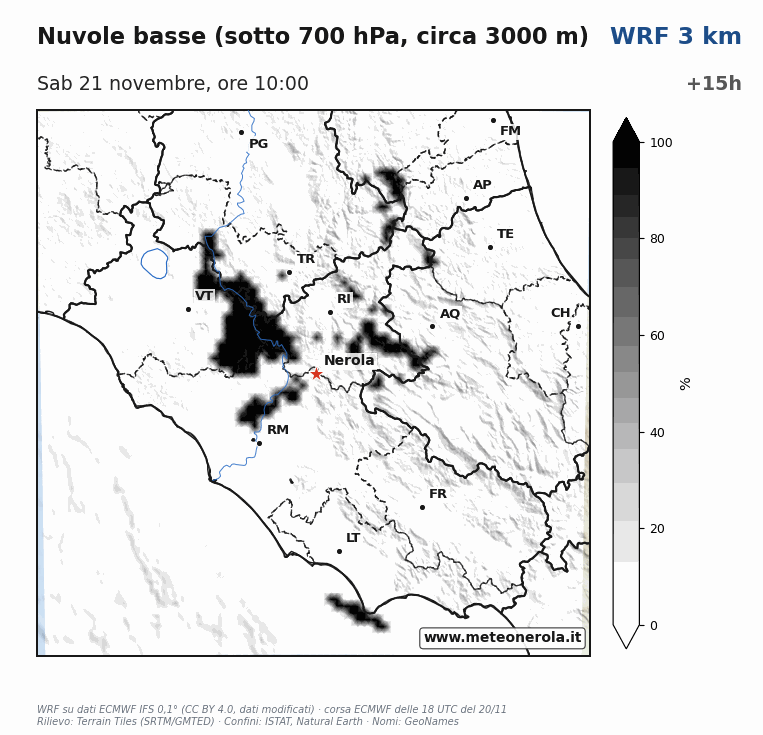 Nuvole basse (sotto 700 hPa, circa 3000 m) WRF 3 km
Sab 21 novembre, ore 10:00 +15h
FM
PG
100
AP
TE
80
TR
VT
RI
AQ
CH
60
Nerola
%
40
RM
FR
20
LT
0
www.meteonerola.it
WRF su dati ECMWF IFS 0,1° (CC BY 4.0, dati modificati) · corsa ECMWF delle 18 UTC del 20/11
Rilievo: Terrain Tiles (SRTM/GMTED) · Confini: ISTAT, Natural Earth · Nomi: GeoNames